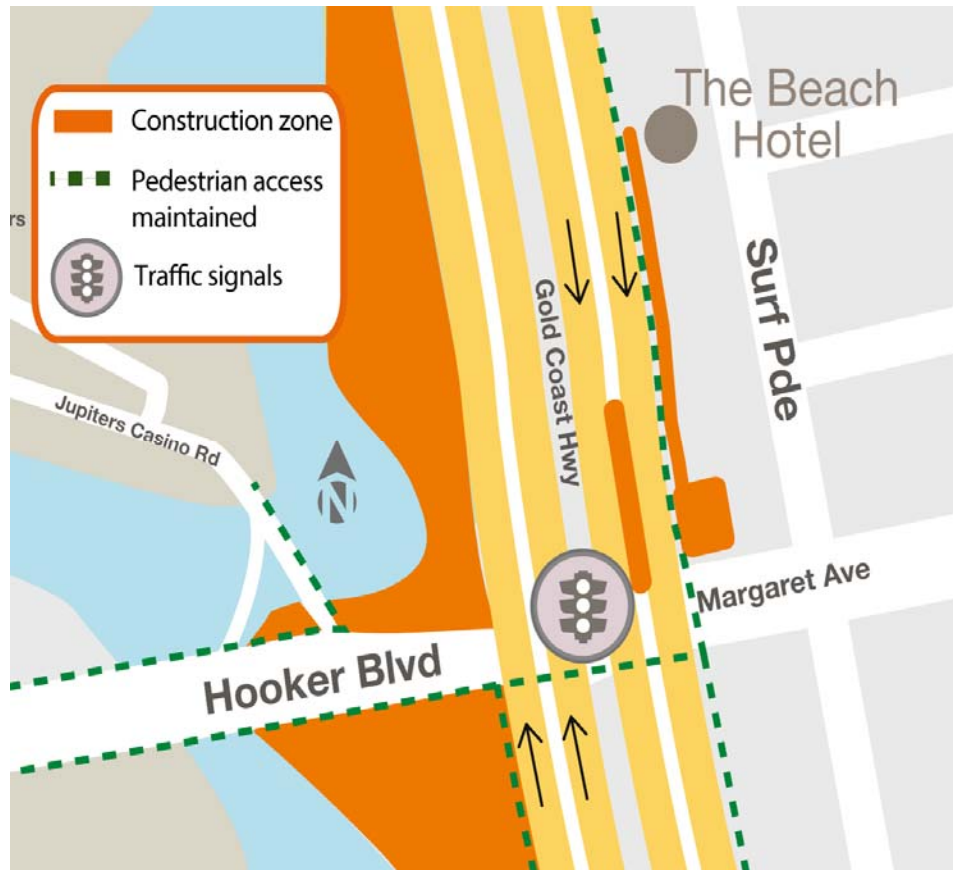 Construction zone
Pedestrian access
maintained
Traffic signals
The Beach
Hotel
rs
Surf Pde
Gold Coast Hwy
Jupiters Casino Rd
N
Margaret Ave
Hooker Blvd